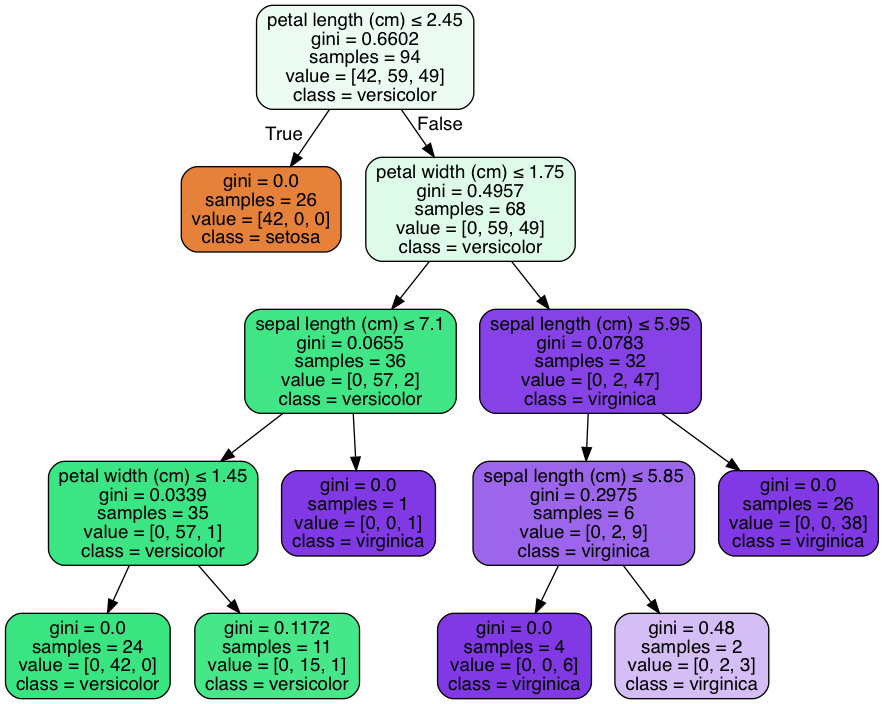 petal length (cm) ≤ 2.45
gini = 0.6602
samples = 94
value = [42, 59, 49]
class = versicolor
True
False
gini = 0.0
samples = 26
value = [42, 0, 0]
class = setosa
petal width (cm) ≤ 1.75
gini = 0.4957
samples = 68
value = [0, 59, 49]
class = versicolor
sepal length (cm) ≤ 7.1
gini = 0.0655
samples = 36
value = [0, 57, 2]
class = versicolor
sepal length (cm) ≤ 5.95
gini = 0.0783
samples = 32
value = [0, 2, 47]
class = virginica
petal width (cm) ≤ 1.45
gini = 0.0339
samples = 35
value = [0, 57, 1]
class = versicolor
gini = 0.0
samples = 1
value = [0, 0, 1]
class = virginica
sepal length (cm) ≤ 5.85
gini = 0.2975
samples = 6
value = [0, 2, 9]
class = virginica
gini = 0.0
samples = 26
value = [0, 0, 38]
class = virginica
gini = 0.0
samples = 24
value = [0, 42, 0]
class = versicolor
gini = 0.1172
samples = 11
value = [0, 15, 1]
class = versicolor
gini = 0.0
samples = 4
value = [0, 0, 6]
class = virginica
gini = 0.48
samples = 2
value = [0, 2, 3]
class = virginica